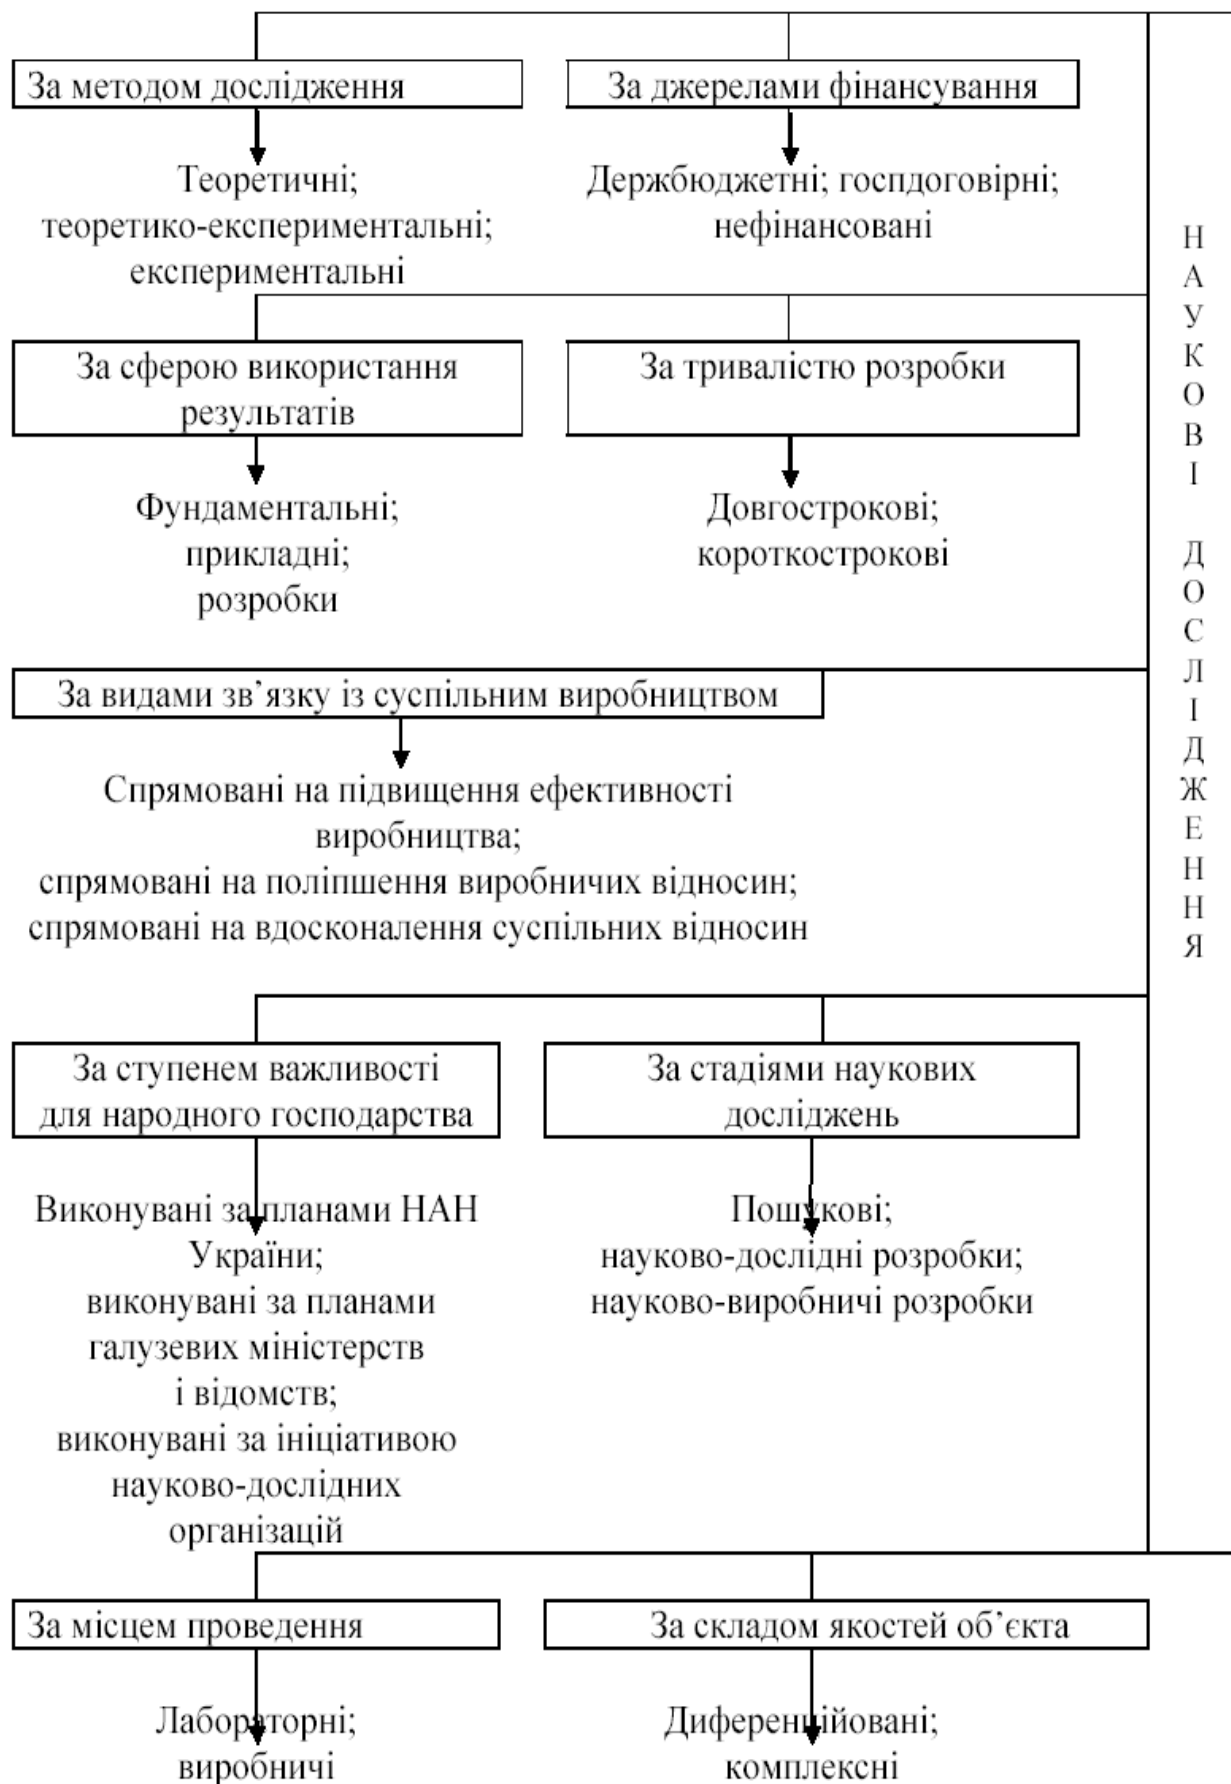 За методом дослідження
Теоретичні;
теоретико-експериментальні;
експериментальні
За джерелами фінансування
Держбюджетні; госпдоговірні;
нефінансовані
За сферою використання
результатів
Фундаментальні;
прикладні;
розробки
За тривалістю розробки
Довгострокові;
короткострокові
За видами зв’язку із суспільним виробництвом
Спрямовані на підвищення ефективності
виробництва;
спрямовані на поліпшення виробничих відносин;
спрямовані на вдосконалення суспільних відносин
За ступенем важливості
для народного господарства
Виконувані за планами НАН
України;
виконувані за планами
галузевих міністерств
і відомств;
виконувані за ініціативою
науково-дослідних
організацій
За стадіями наукових
досліджень
Пошукові;
науково-дослідні розробки;
науково-виробничі розробки
За місцем проведення
Лабораторні;
виробничі
За складом якостей об’єкта
Диференційовані;
комплексні
НАУКОВІ ДОСЛІДЖЕННЯ